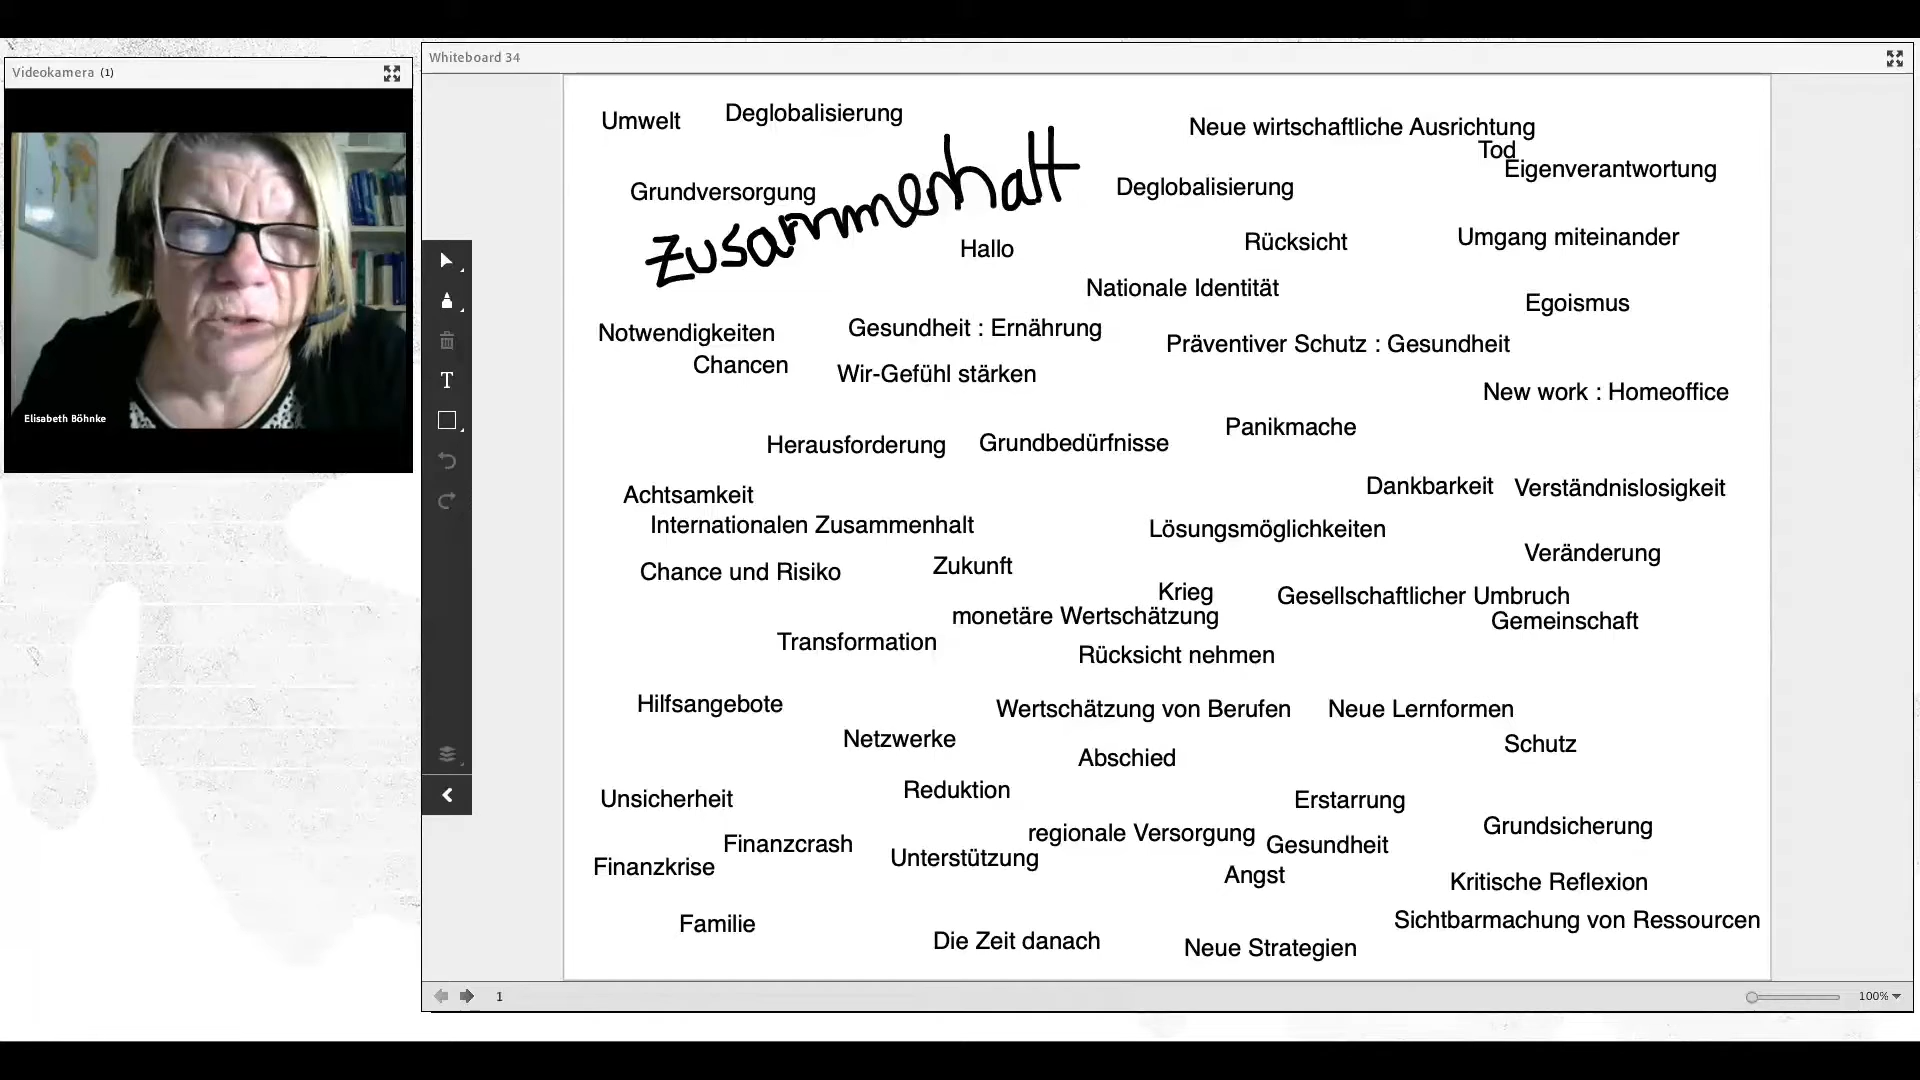 Videokamera (1)
Elisabeth Böhnke
Whiteboard 34
Umwelt
Deglobalisierung
Neue wirtschaftliche Ausrichtung
Tod
Eigenverantwortung
Grundversorgung
zusammenhalt
Deglobalisierung
Hallo
Rücksicht
Umgang miteinander
Nationale Identität
Egoismus
Notwendigkeiten
Gesundheit : Ernährung
Präventiver Schutz : Gesundheit
Chancen
Wir-Gefühl stärken
New work : Homeoffice
Panikmache
Herausforderung
Grundbedürfnisse
Achtsamkeit
Dankbarkeit
Verständnislosigkeit
Internationalen Zusammenhalt
Lösungsmöglichkeiten
Veränderung
Chance und Risiko
Zukunft
Krieg
Gesellschaftlicher Umbruch
monetäre Wertschätzung
Gemeinschaft
Transformation
Rücksicht nehmen
Hilfsangebote
Wertschätzung von Berufen
Neue Lernformen
Netzwerke
Abschied
Schutz
Unsicherheit
Reduktion
Erstarrung
Grundsicherung
Finanzcrash
regionale Versorgung
Gesundheit
Finanzkrise
Unterstützung
Angst
Kritische Reflexion
Familie
Die Zeit danach
Neue Strategien
Sichtbarmachung von Ressourcen
T
1
100%